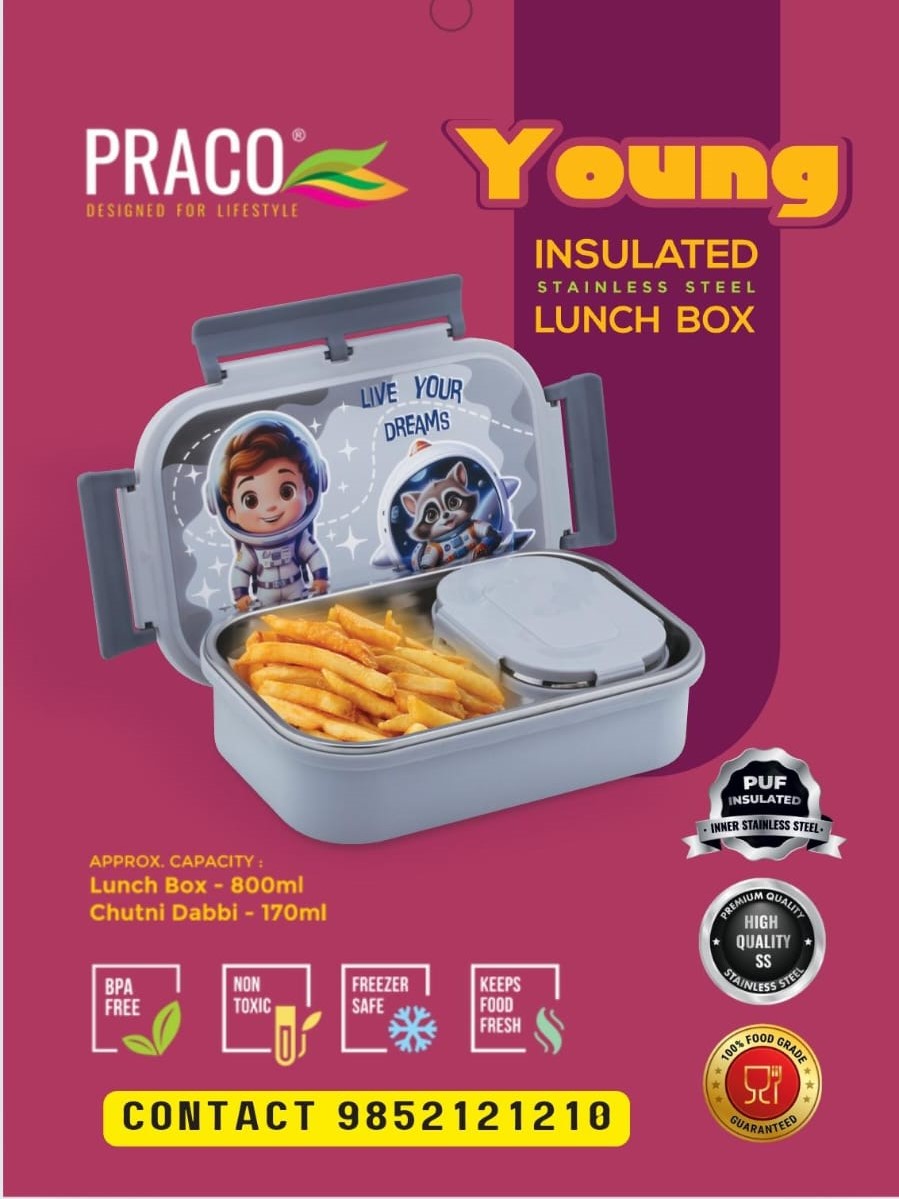 PRACO®
DESIGNED FOR LIFESTYLE
Young
INSULATED
STAINLESS STEEL
LUNCH BOX
LIVE YOUR
DREAMS
PUF
INSULATED
• INNER STAINLESS STEEL •
APPROX. CAPACITY :
Lunch Box - 800ml
Chutni Dabbi - 170ml
PREMIUM QUALITY
HIGH
QUALITY
SS
STAINLESS STEEL
BPA
FREE
NON
TOXIC
FREEZER
SAFE
KEEPS
FOOD
FRESH
100% FOOD GRADE
GUARANTEED
CONTACT 9852121210